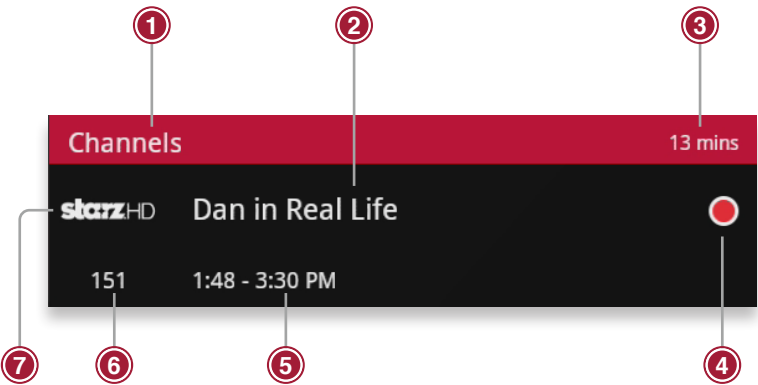 1 2 3
Channels 13 mins
starz HD Dan in Real Life
151 1:48 - 3:30 PM
7 6 5 4